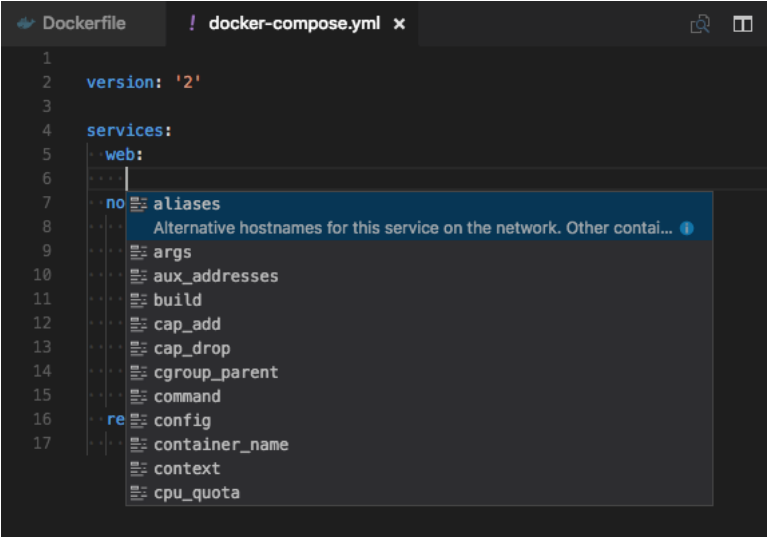 Dockerfile
! docker-compose.yml ×
1
2 version: '2'
3
4 services:
5 web:
6
7 no
8
9
10
11
12
13
14
15
16 re
17
aliases
Alternative hostnames for this service on the network. Other contai...
args
aux_addresses
build
cap_add
cap_drop
cgroup_parent
command
config
container_name
context
cpu_quota